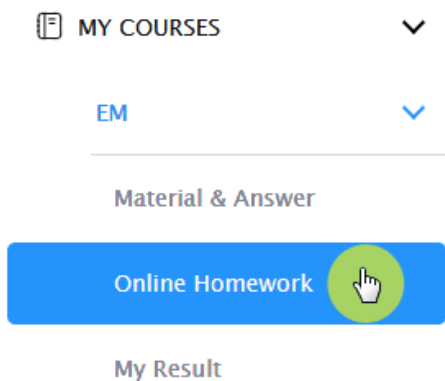 MY COURSES
EM
Material & Answer
Online Homework
My Result